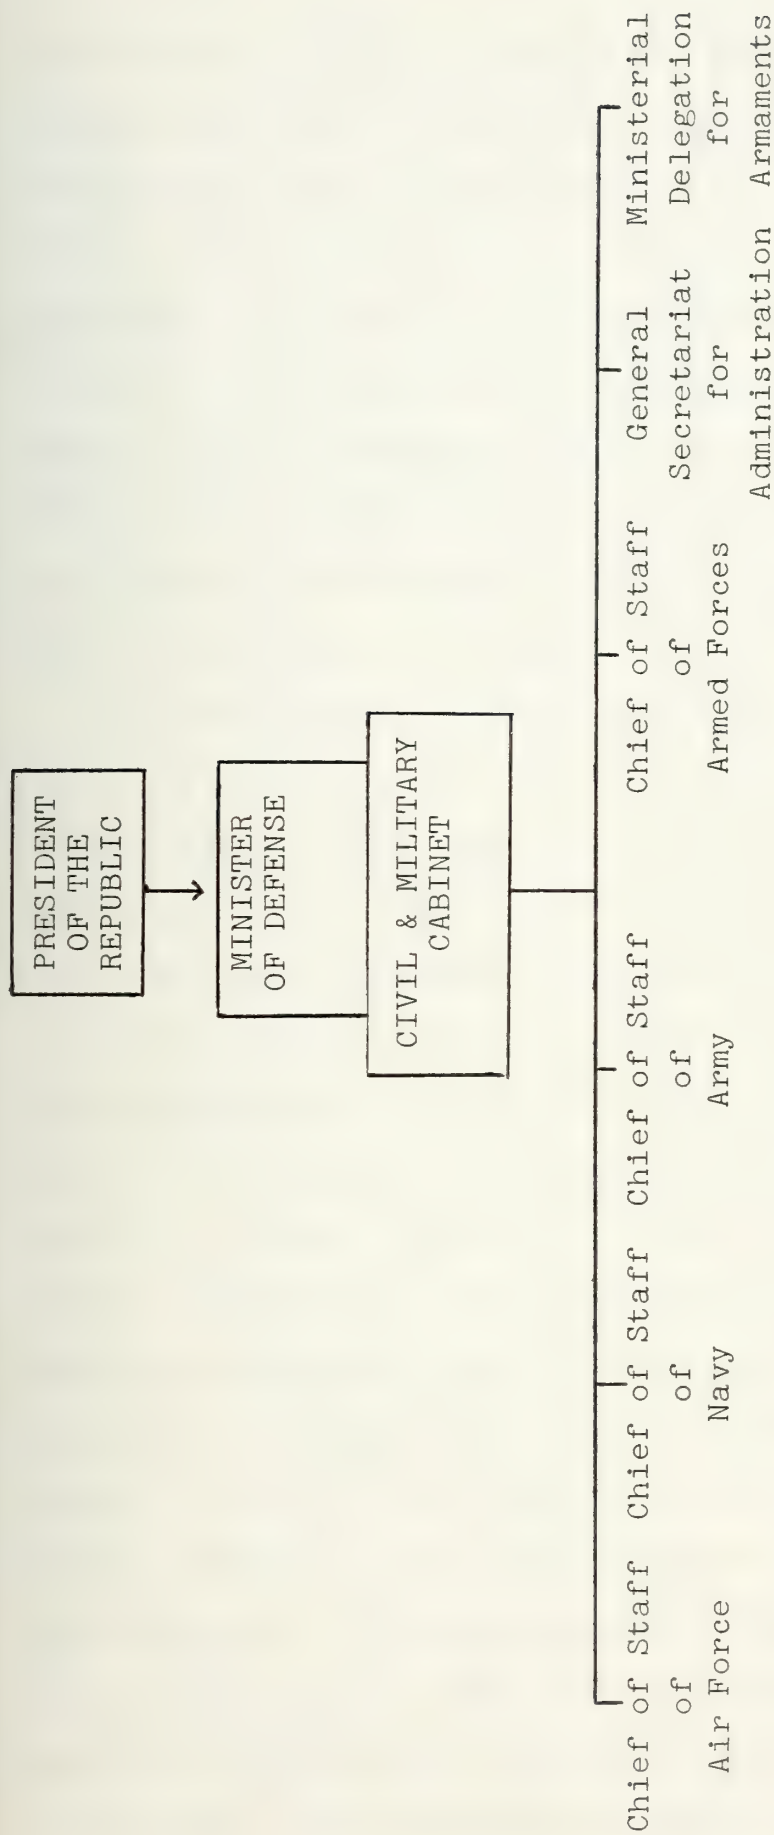 PRESIDENT
OF THE
REPUBLIC
MINISTER
OF DEFENSE
CIVIL & MILITARY
CABINET
Chief of Staff
of
Air Force
Chief of Staff
of
Navy
Chief of Staff
of
Army
Chief of Staff
of
Armed Forces
General
Secretariat
for
Administration
Ministerial
Delegation
for
Armaments